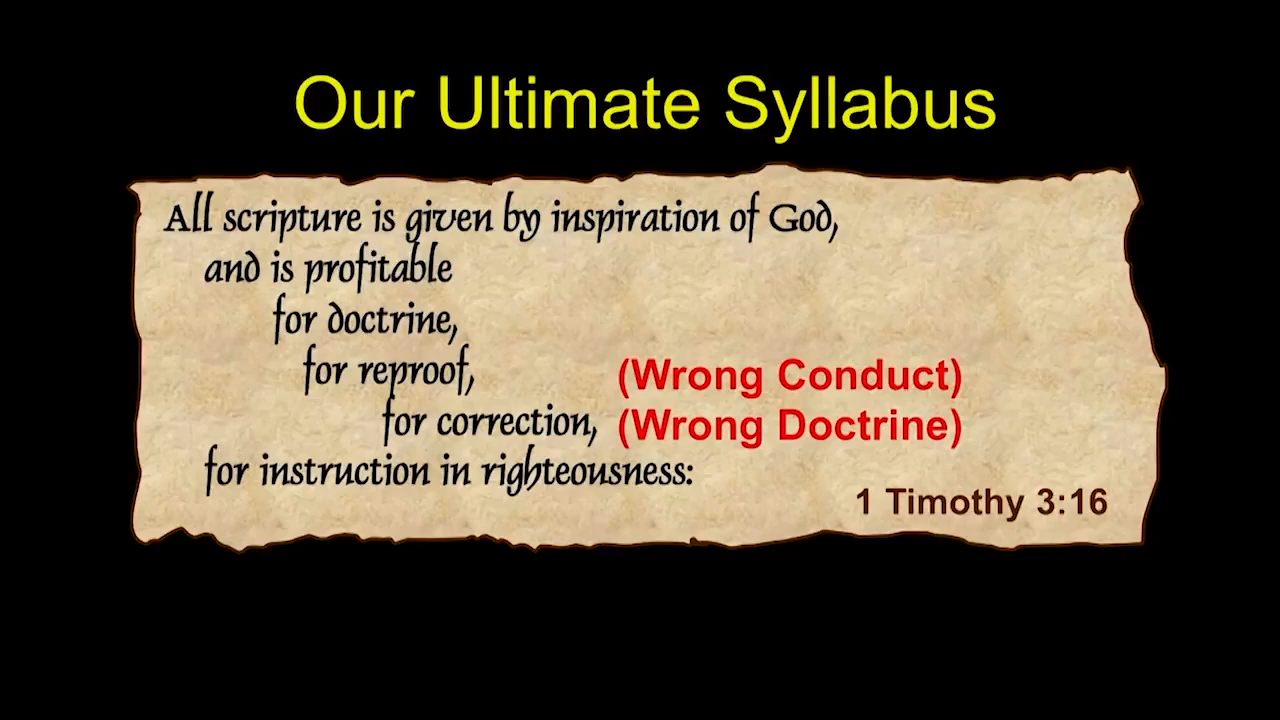 Our Ultimate Syllabus
All scripture is given by inspiration of God,
and is profitable
for doctrine,
for reproof, (Wrong Conduct)
for correction, (Wrong Doctrine)
for instruction in righteousness:
1 Timothy 3:16